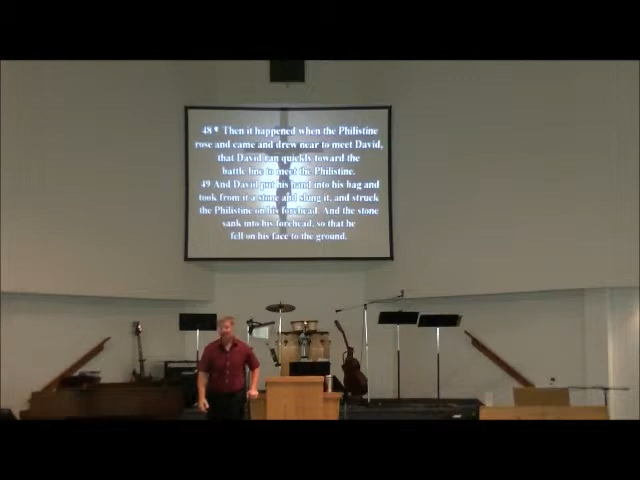 48 ¶ Then it happened when the Philistine
rose and came and drew near to meet David,
that David ran quickly toward the
battle line to meet the Philistine.
49 And David put his hand into his bag and
took from it a stone and slung it, and struck
the Philistine on his forehead. And the stone
sank into his forehead, so that he
fell on his face to the ground.